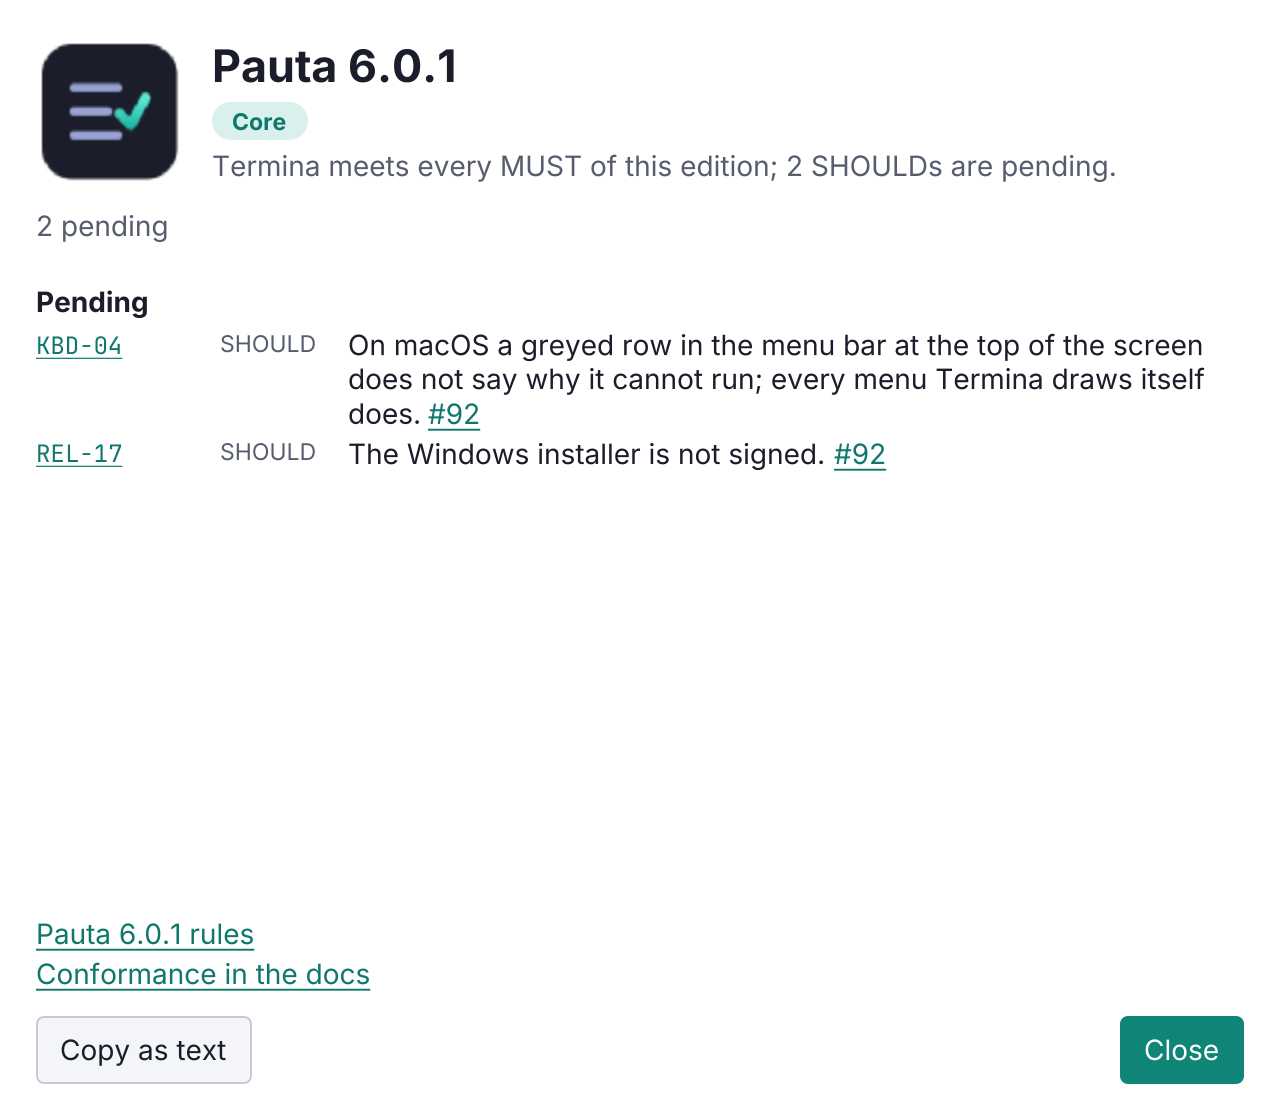 Pauta 6.0.1
Core
Termina meets every MUST of this edition; 2 SHOULDs are pending.
2 pending
Pending
KBD-04 SHOULD On macOS a greyed row in the menu bar at the top of the screen
does not say why it cannot run; every menu Termina draws itself
does. #92
REL-17 SHOULD The Windows installer is not signed. #92
Pauta 6.0.1 rules
Conformance in the docs
Copy as text Close